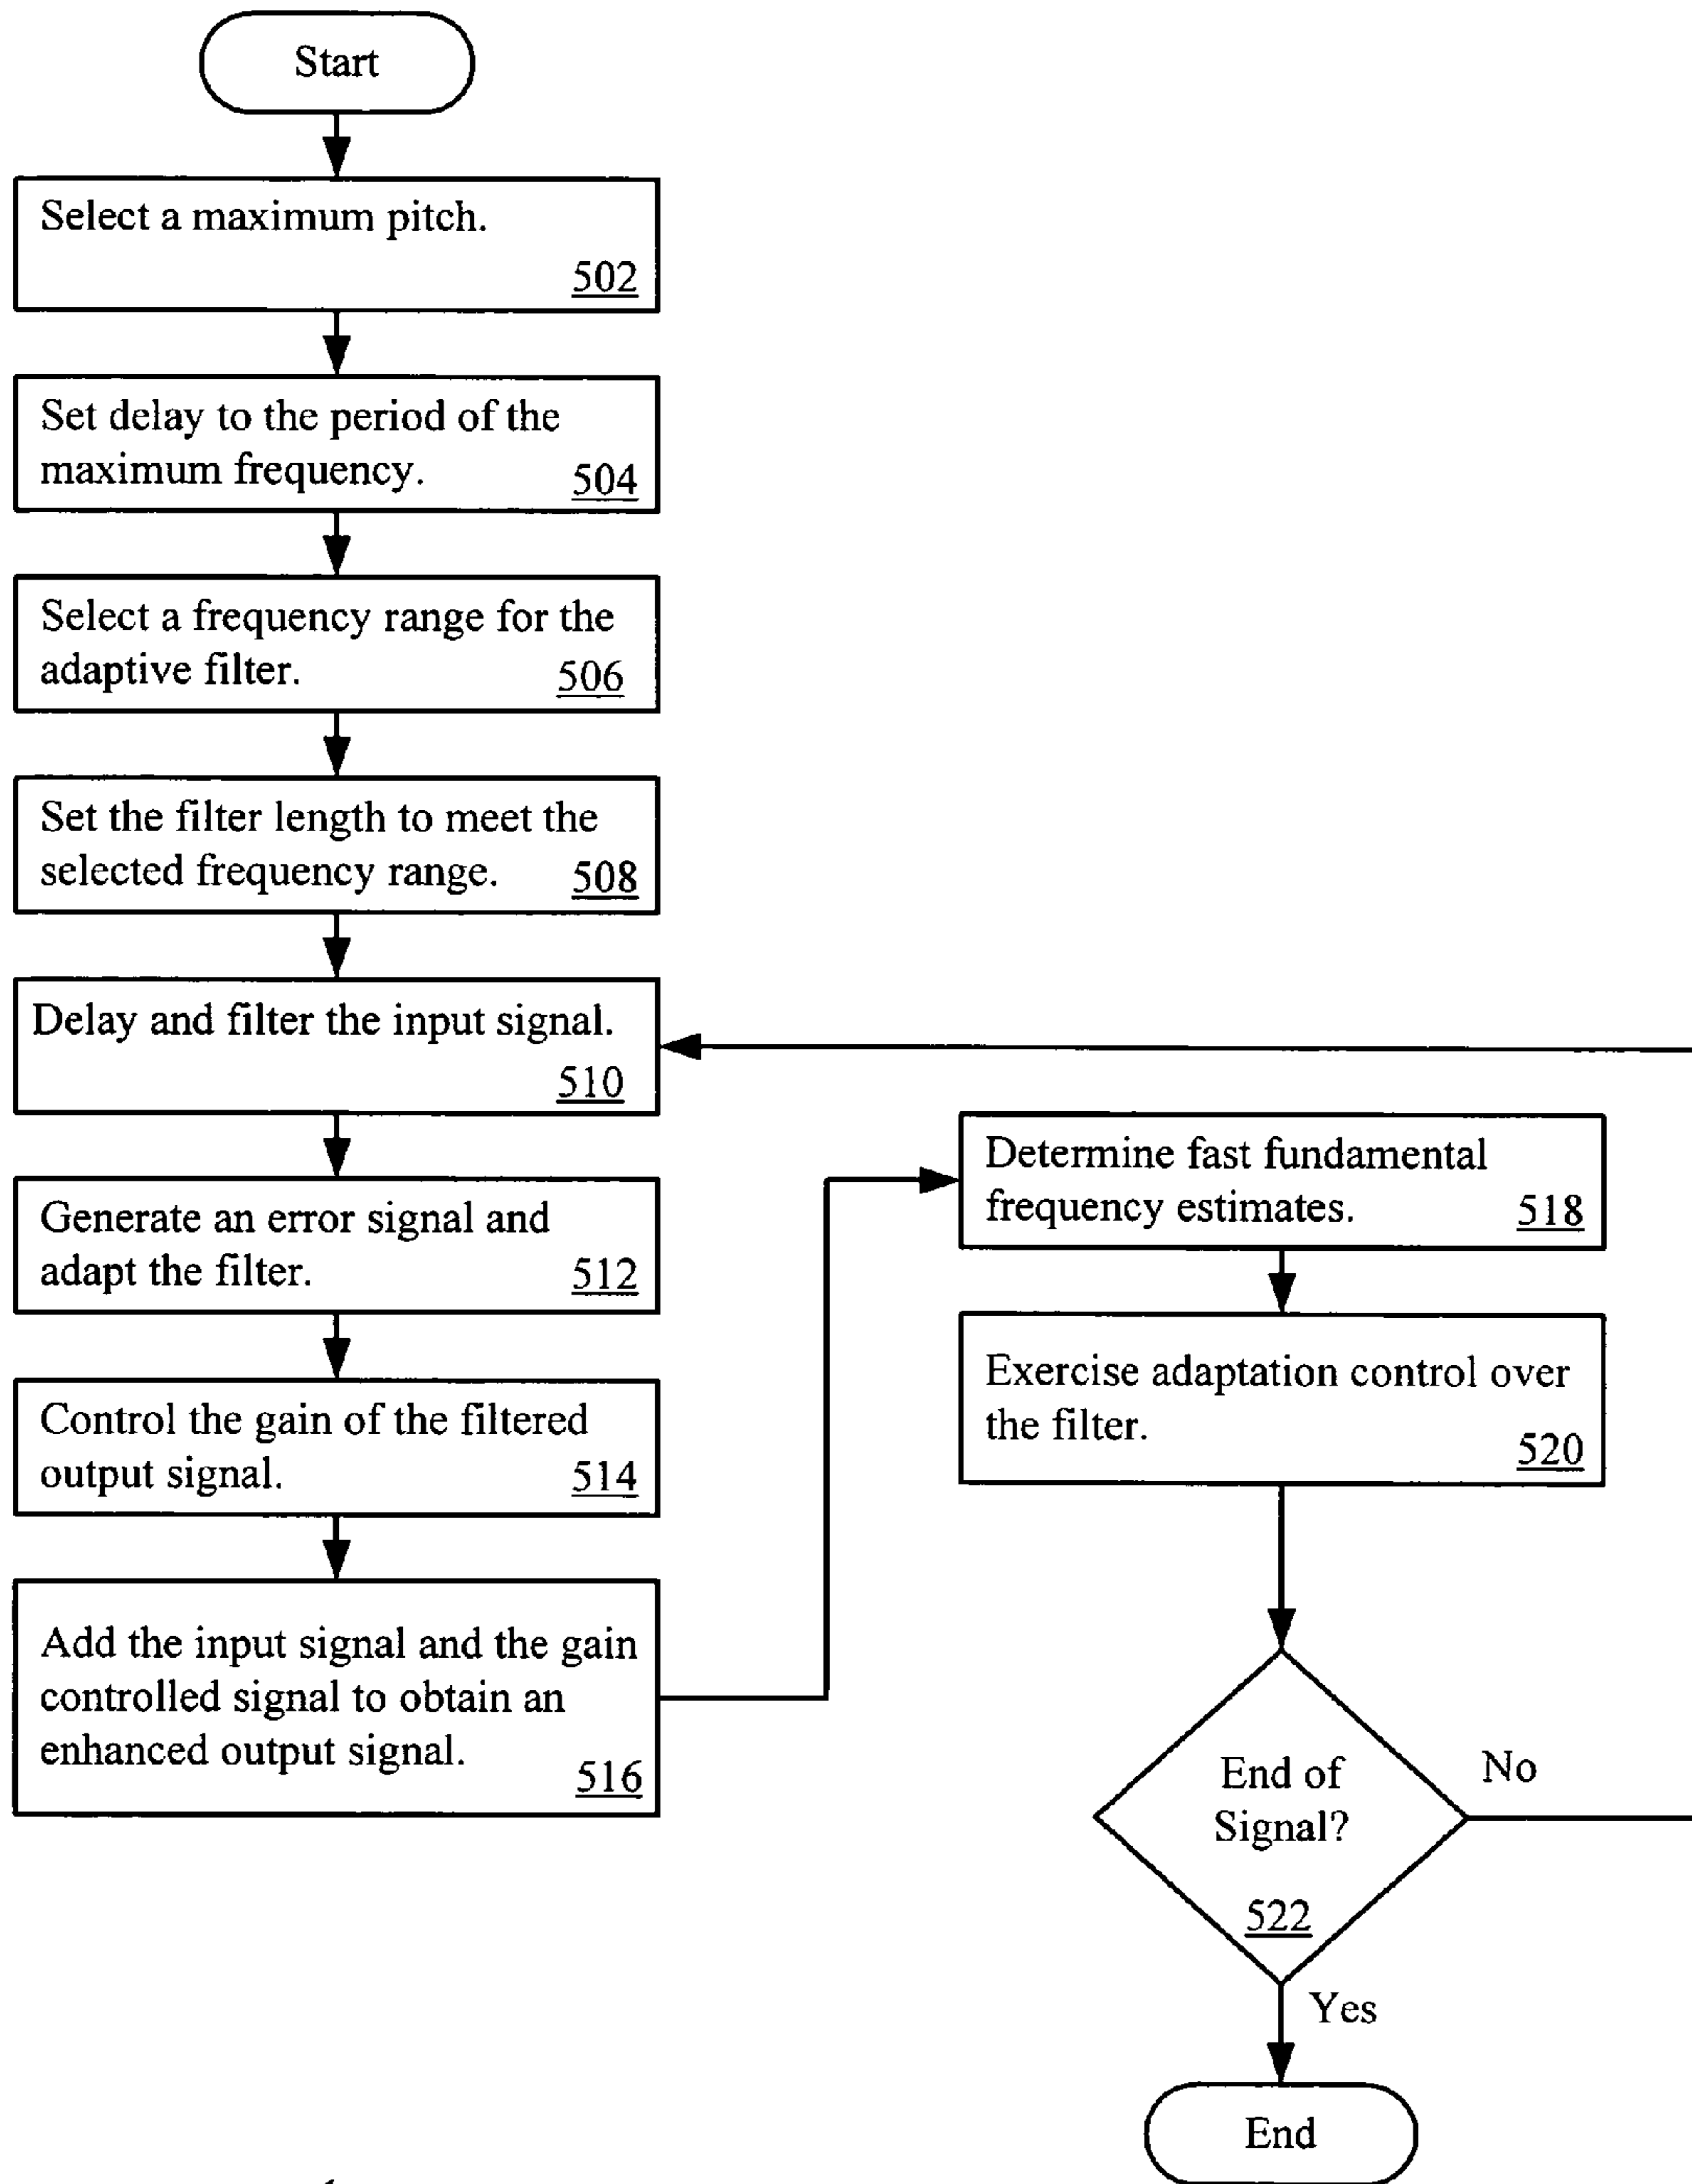 Start
Select a maximum pitch.
502
Set delay to the period of the
maximum frequency.
504
Select a frequency range for the
adaptive filter.
506
Set the filter length to meet the
selected frequency range.
508
Delay and filter the input signal.
510
Generate an error signal and
adapt the filter.
512
Control the gain of the filtered
output signal.
514
Add the input signal and the gain
controlled signal to obtain an
enhanced output signal.
516
Determine fast fundamental
frequency estimates.
518
Exercise adaptation control over
the filter.
520
End of
Signal?
522
No
Yes
End